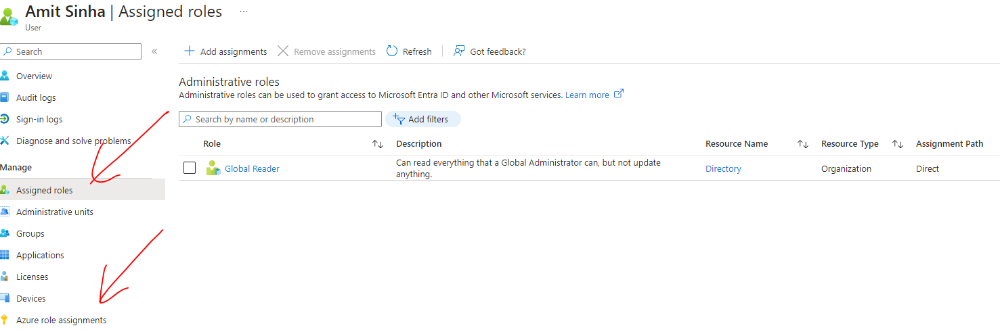 Amit Sinha | Assigned roles ...
User
Search «
Add assignments Remove assignments Refresh Got feedback?
Overview
Audit logs
Sign-in logs
Diagnose and solve problems
Manage
Assigned roles
Administrative units
Groups
Applications
Licenses
Devices
Azure role assignments
Administrative roles
Administrative roles can be used to grant access to Microsoft Entra ID and other Microsoft services. Learn more
Search by name or description Add filters
Role Description Resource Name Resource Type Assignment Path
Global Reader Can read everything that a Global Administrator can, but not update Directory Organization Direct
anything.